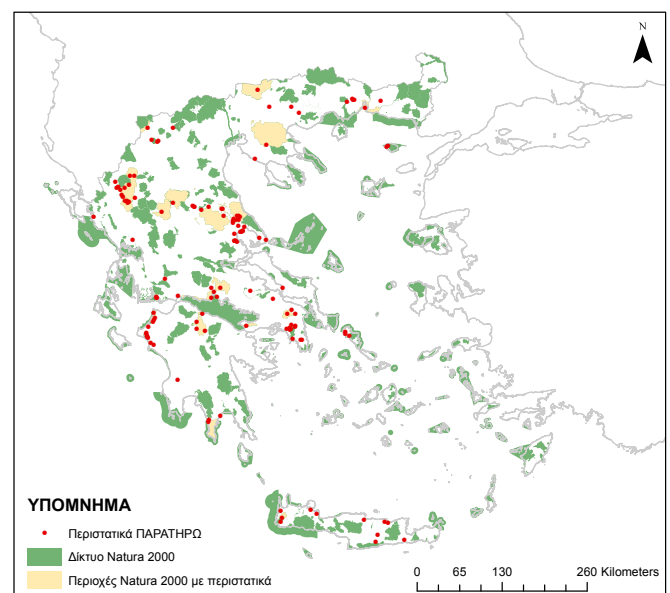 N
ΥΠΟΜΝΗΜΑ
Περιστατικά ΠΑΡΑΤΗΡΩ
Δίκτυο Natura 2000
Περιοχές Natura 2000 με περιστατικά
0 65 130 260 Kilometers